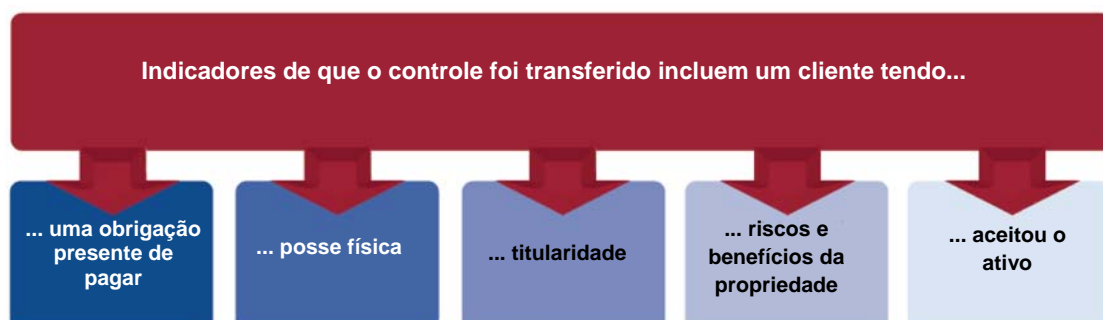 Indicadores de que o controle foi transferido incluem um cliente tendo...
... uma obrigação
presente de
pagar
... posse física
... titularidade
... riscos e
benefícios da
propriedade
... aceitou o
ativo